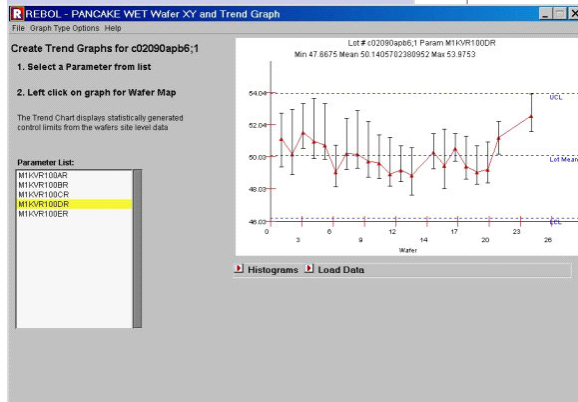 REBOL - PANCAKE WET Wafer XY and Trend Graph
File Graph Type Options Help
Create Trend Graphs for c02090apb6;1
1. Select a Parameter from list
2. Left click on graph for Wafer Map
The Trend Chart displays statistically generated
control limits from the wafers site level data
Parameter List:
M1KVR100AR
M1KVR100BR
M1KVR100CR
M1KVR100DR
M1KVR100ER
Lot # c02090apb6;1 Param M1KVR100DR
Min 47.6675 Mean 50.1405702380952 Max 53.9753
54.04
UCL
52.04
50.03
Lot Mean
48.03
46.03
LCL
0 3 6 9 12 14 17 20 23 26
Wafer
Histograms Load Data